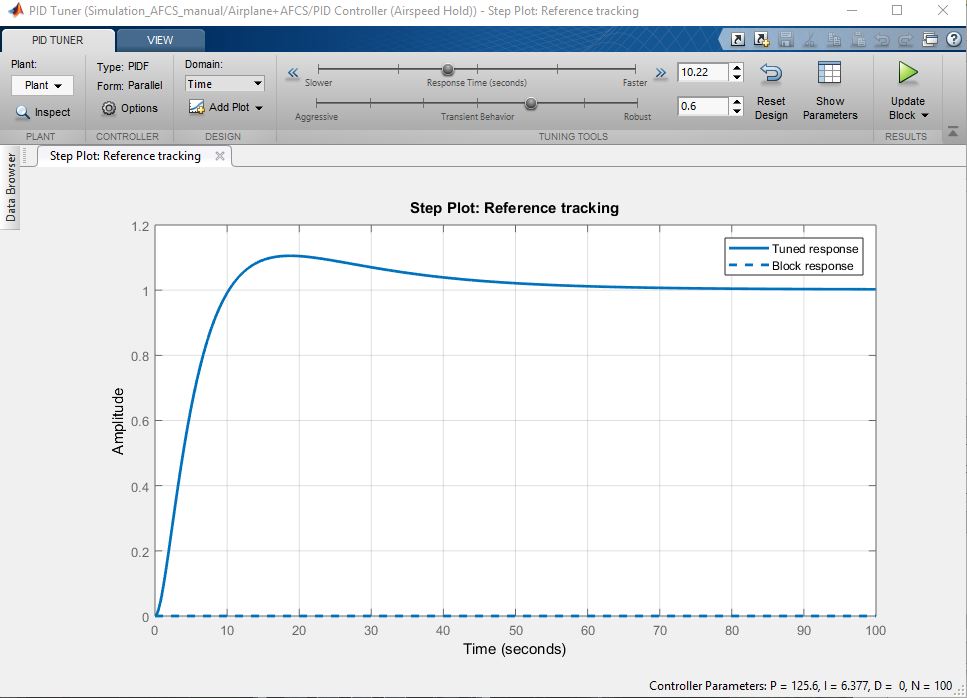 PID Tuner (Simulation_AFCS_manual/Airplane+AFCS/PID Controller (Airspeed Hold)) - Step Plot: Reference tracking
PID TUNER
VIEW
Plant:
Plant
Inspect
PLANT
Type: PIDF
Form: Parallel
Options
CONTROLLER
Domain:
Time
Add Plot
DESIGN
Slower
Response Time (seconds)
Faster
10.22
Aggressive
Transient Behavior
Robust
0.6
Reset
Design
Show
Parameters
TUNING TOOLS
Update
Block
RESULTS
Data Browser
Step Plot: Reference tracking
Step Plot: Reference tracking
Tuned response
Block response
Amplitude
1.2
1
0.8
0.6
0.4
0.2
0
0 10 20 30 40 50 60 70 80 90 100
Time (seconds)
Controller Parameters: P = 125.6, I = 6.377, D = 0, N = 100